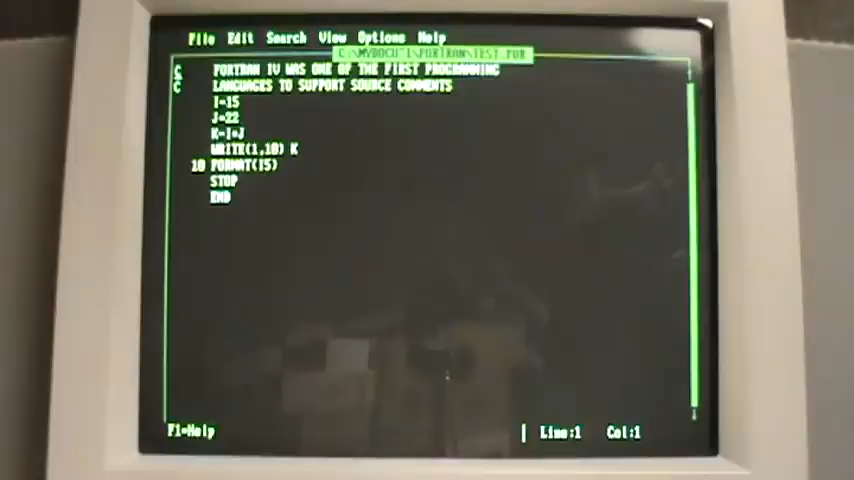 File Edit Search View Options Help
C:\MYDOCU~1\FORTRAN\TEST.FOR
C FORTRAN IV WAS ONE OF THE FIRST PROGRAMMING
C LANGUAGES TO SUPPORT SOURCE COMMENTS
I=15
J=22
K=I+J
WRITE(1,10) K
10 FORMAT(I5)
STOP
END
F1=Help Line:1 Col:1